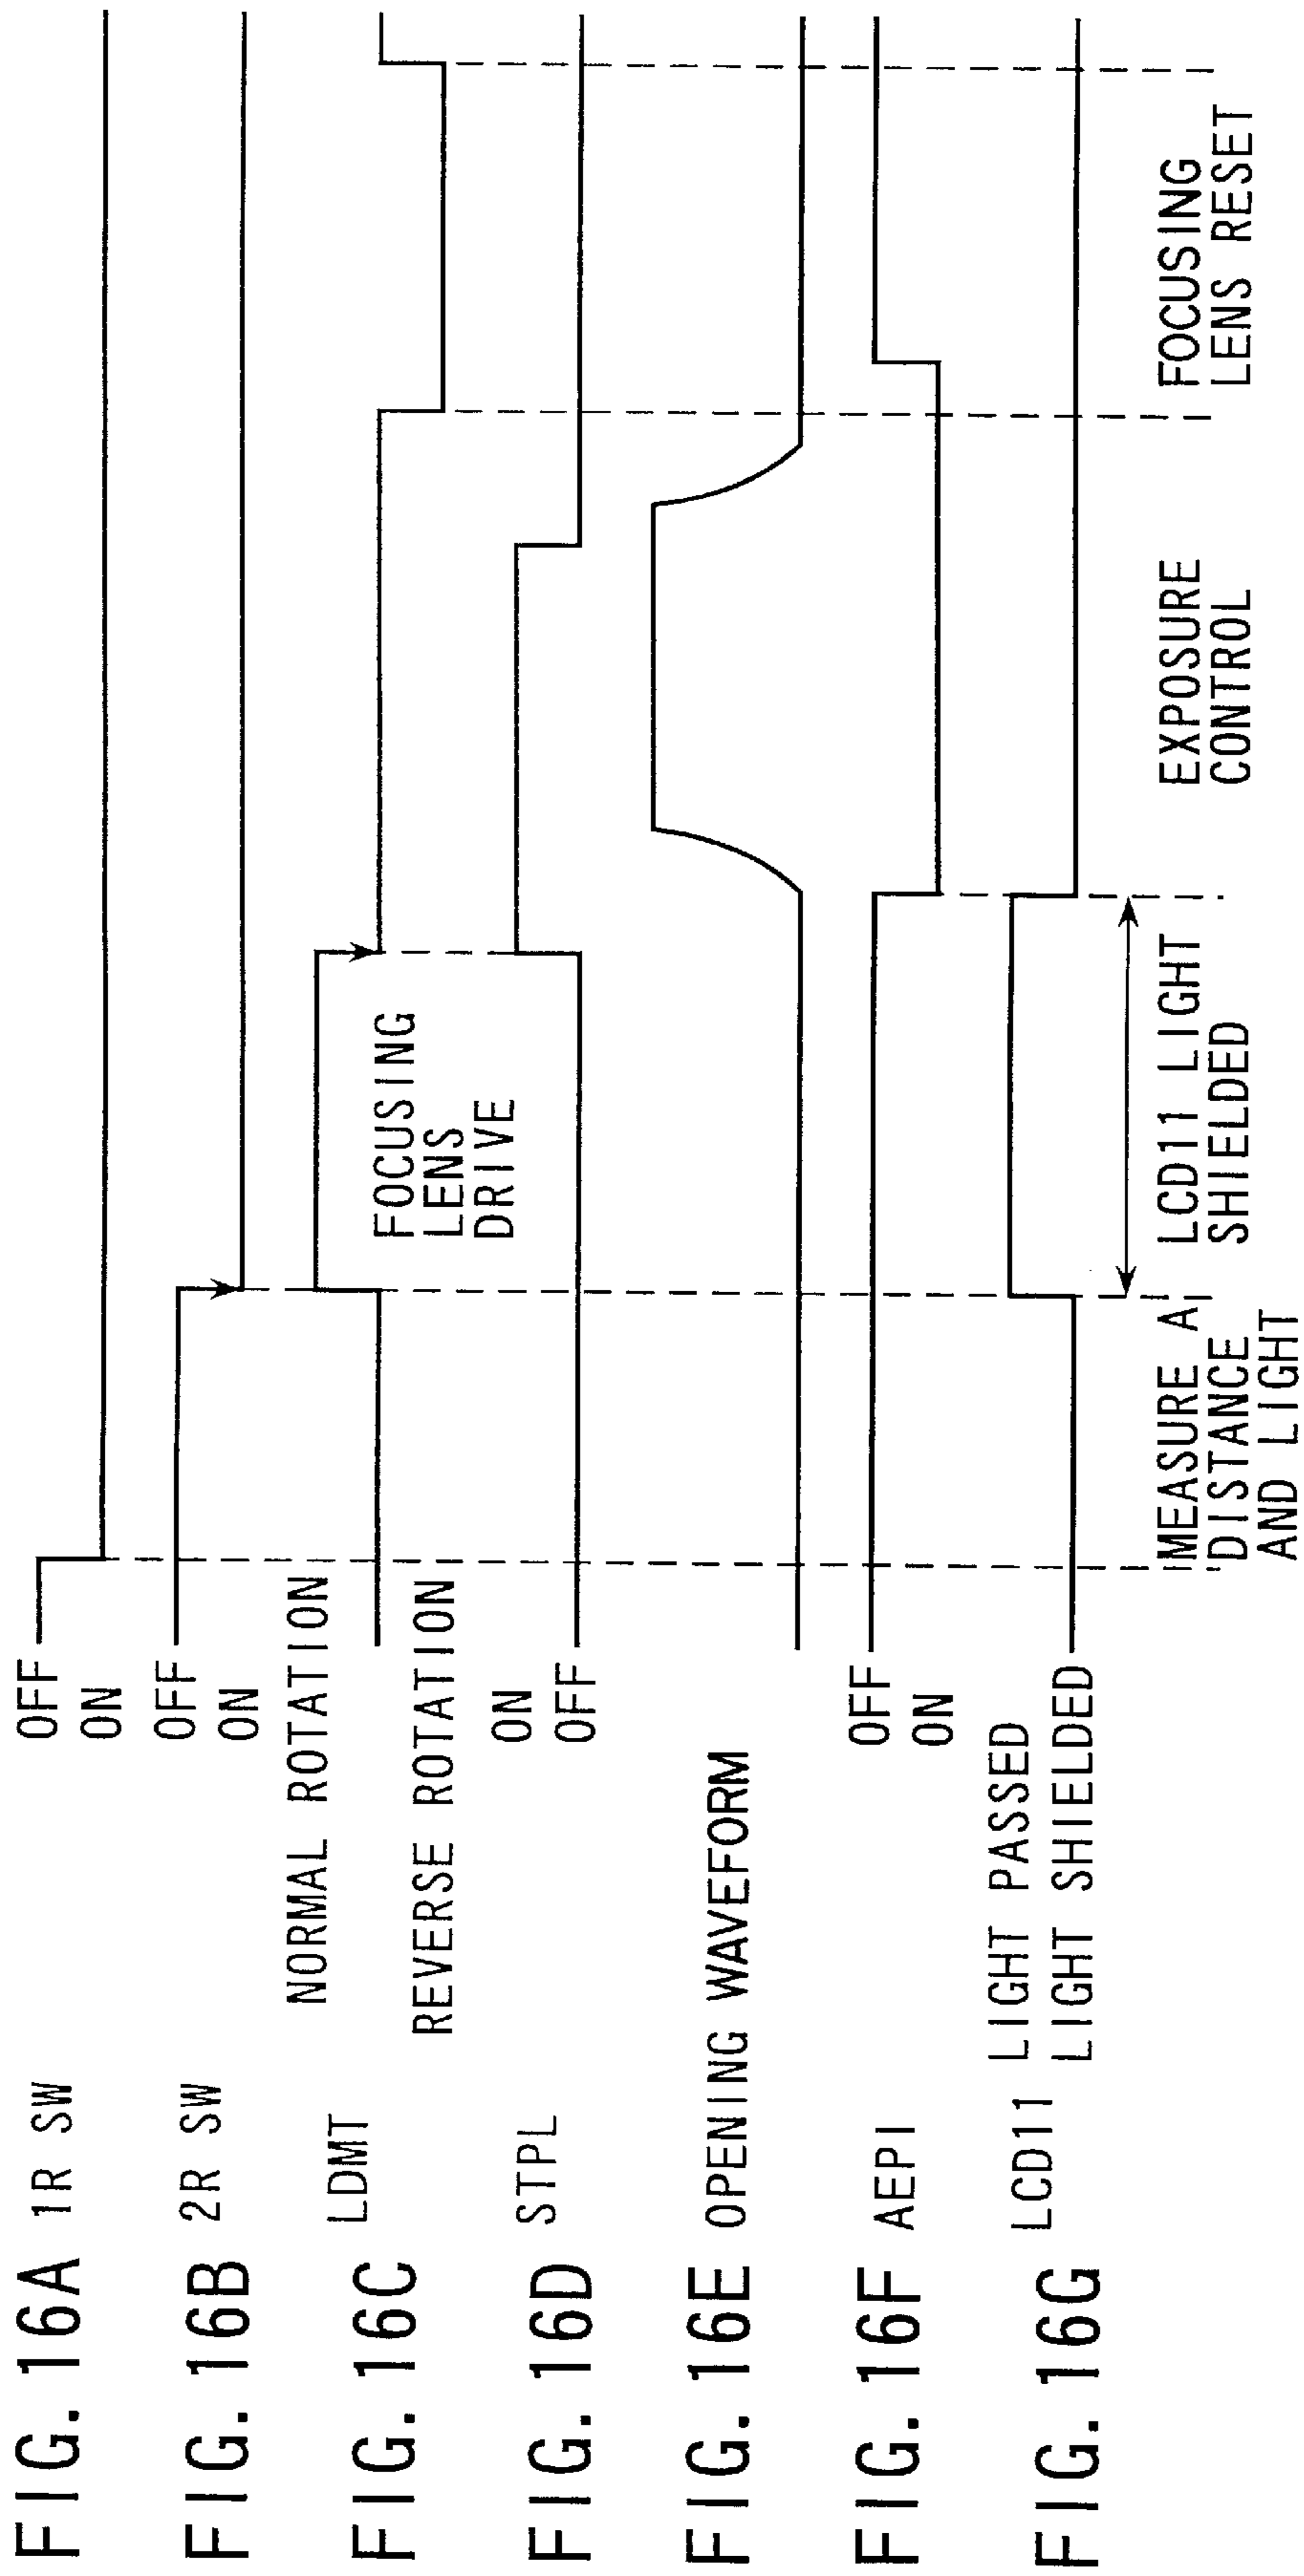 FIG. 16A 1R SW
OFF
ON
FIG. 16B 2R SW
OFF
ON
FIG. 16C LDMT
NORMAL ROTATION
REVERSE ROTATION
FOCUSING
LENS
DRIVE
FIG. 16D STPL
ON
OFF
FIG. 16E OPENING WAVEFORM
FIG. 16F AEPI
OFF
ON
FIG. 16G LCD11
LIGHT PASSED
LIGHT SHIELDED
MEASURE A
DISTANCE
AND LIGHT
LCD11 LIGHT
SHIELDED
EXPOSURE
CONTROL
FOCUSING
LENS RESET